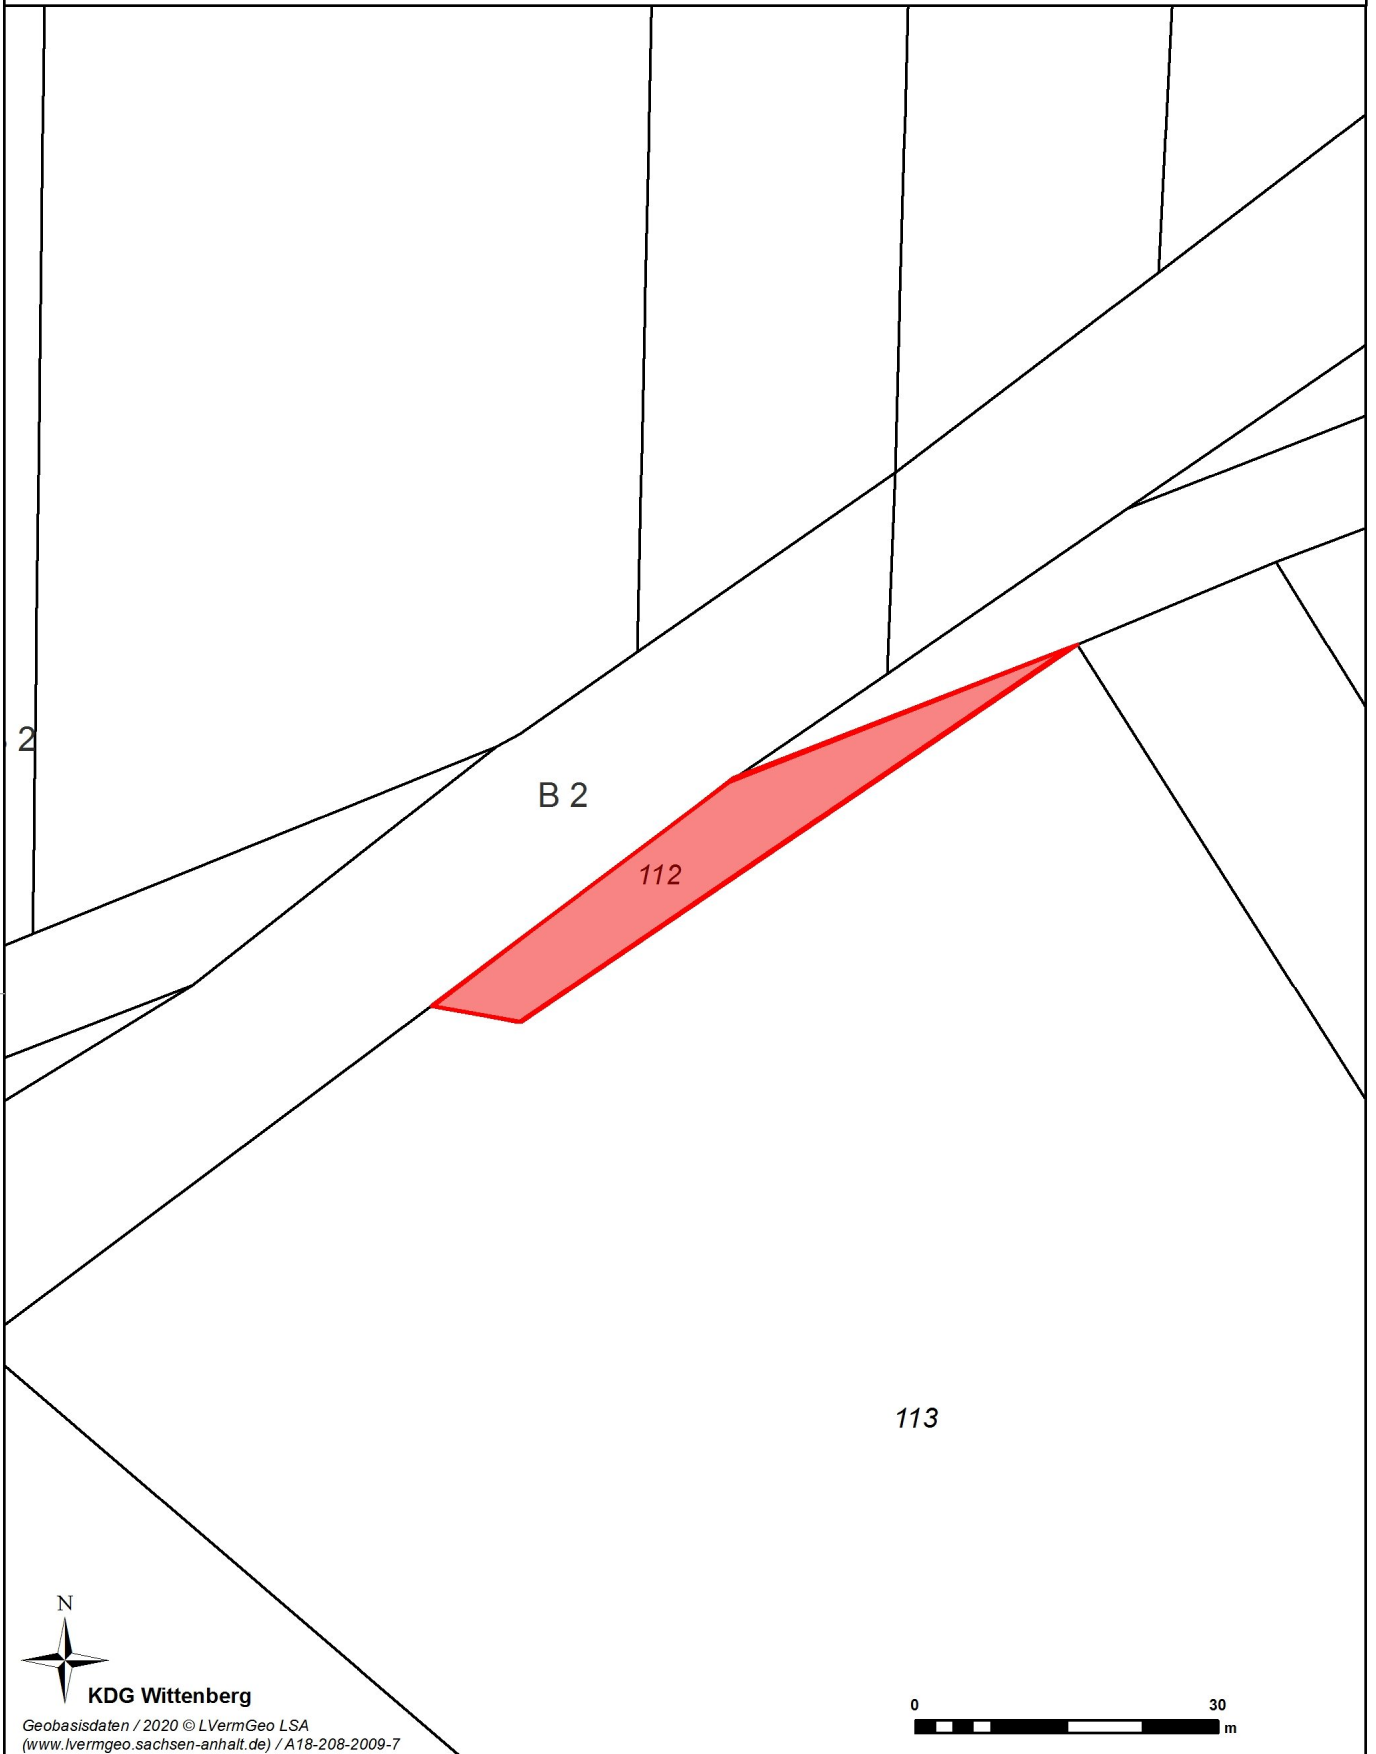 2
B 2
112
113
N
KDG Wittenberg
Geobasisdaten / 2020 © LVermGeo LSA
(www.lvermgeo.sachsen-anhalt.de) / A18-208-2009-7
0 30
m